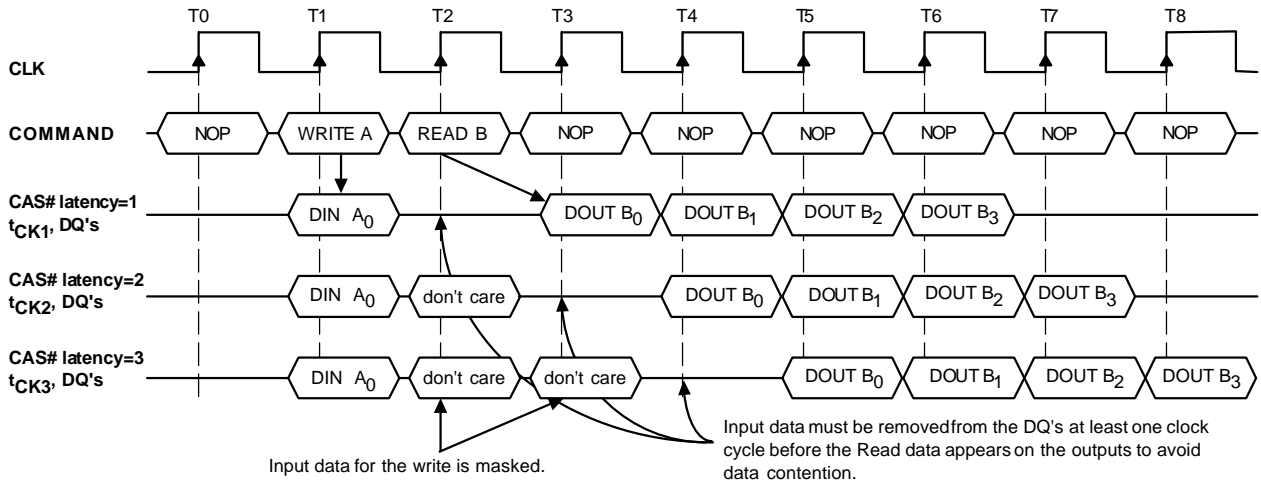 T0 T1 T2 T3 T4 T5 T6 T7 T8
CLK
COMMAND NOP WRITE A READ B NOP NOP NOP NOP NOP NOP
CAS# latency=1
tCK1, DQ's DIN A0 DOUT B0 DOUT B1 DOUT B2 DOUT B3
CAS# latency=2
tCK2, DQ's DIN A0 don't care DOUT B0 DOUT B1 DOUT B2 DOUT B3
CAS# latency=3
tCK3, DQ's DIN A0 don't care don't care DOUT B0 DOUT B1 DOUT B2 DOUT B3
Input data for the write is masked.
Input data must be removed from the DQ's at least one clock
cycle before the Read data appears on the outputs to avoid
data contention.